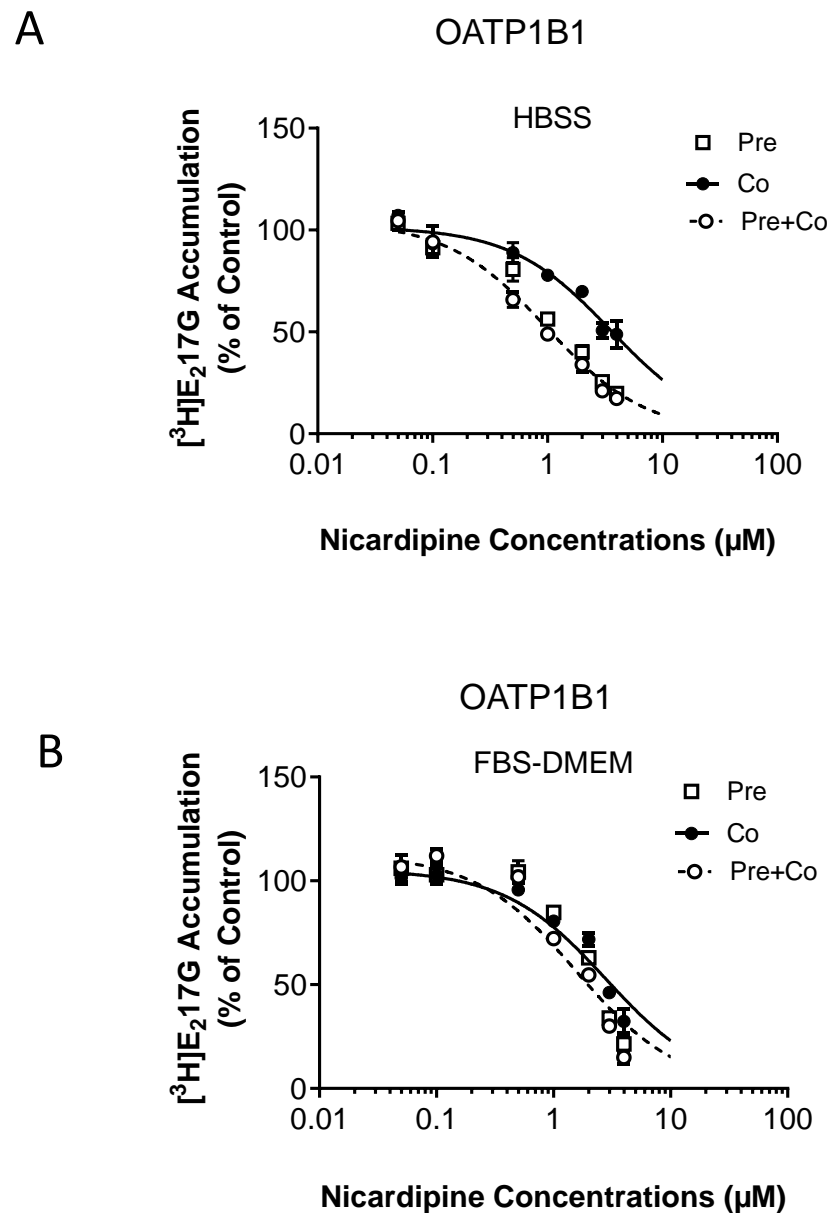 A
OATP1B1
HBSS
Pre
Co
Pre+Co
[³H]E₂17G Accumulation
(% of Control)
150
100
50
0
0.01 0.1 1 10 100
Nicardipine Concentrations (µM)
OATP1B1
B
FBS-DMEM
Pre
Co
Pre+Co
[³H]E₂17G Accumulation
(% of Control)
150
100
50
0
0.01 0.1 1 10 100
Nicardipine Concentrations (µM)